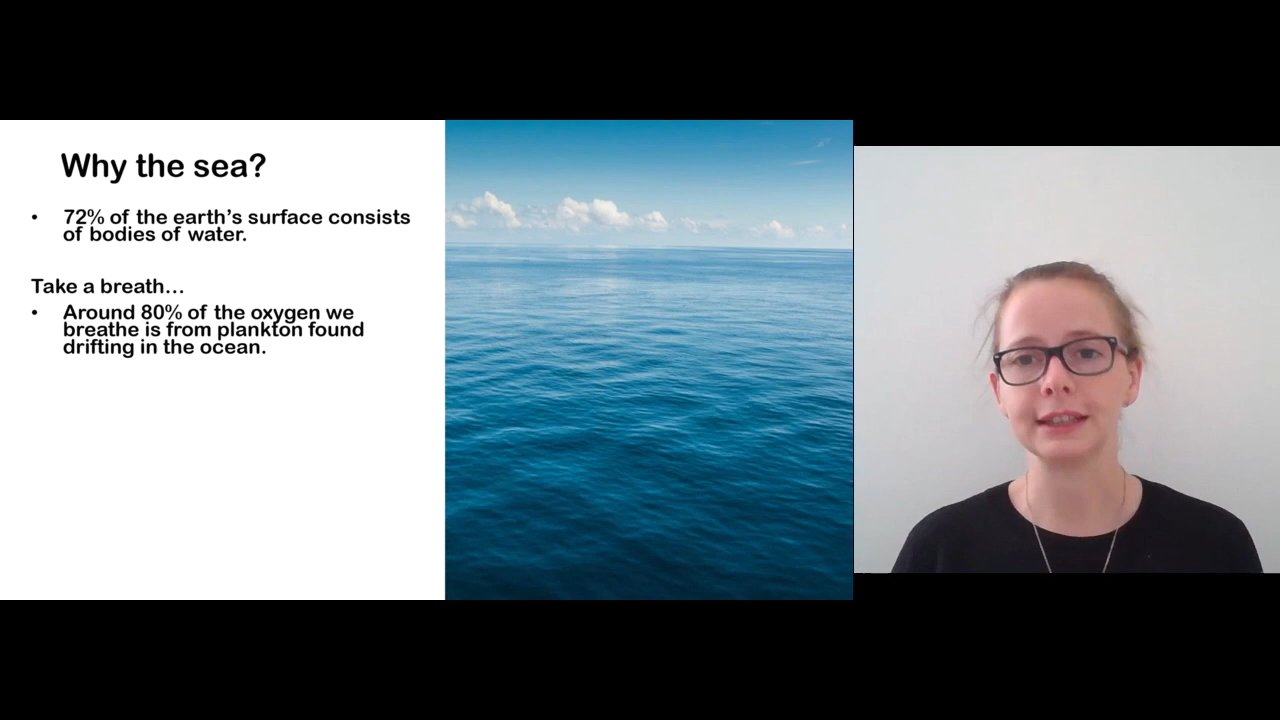 Why the sea?
• 72% of the earth’s surface consists
of bodies of water.
Take a breath…
• Around 80% of the oxygen we
breathe is from plankton found
drifting in the ocean.